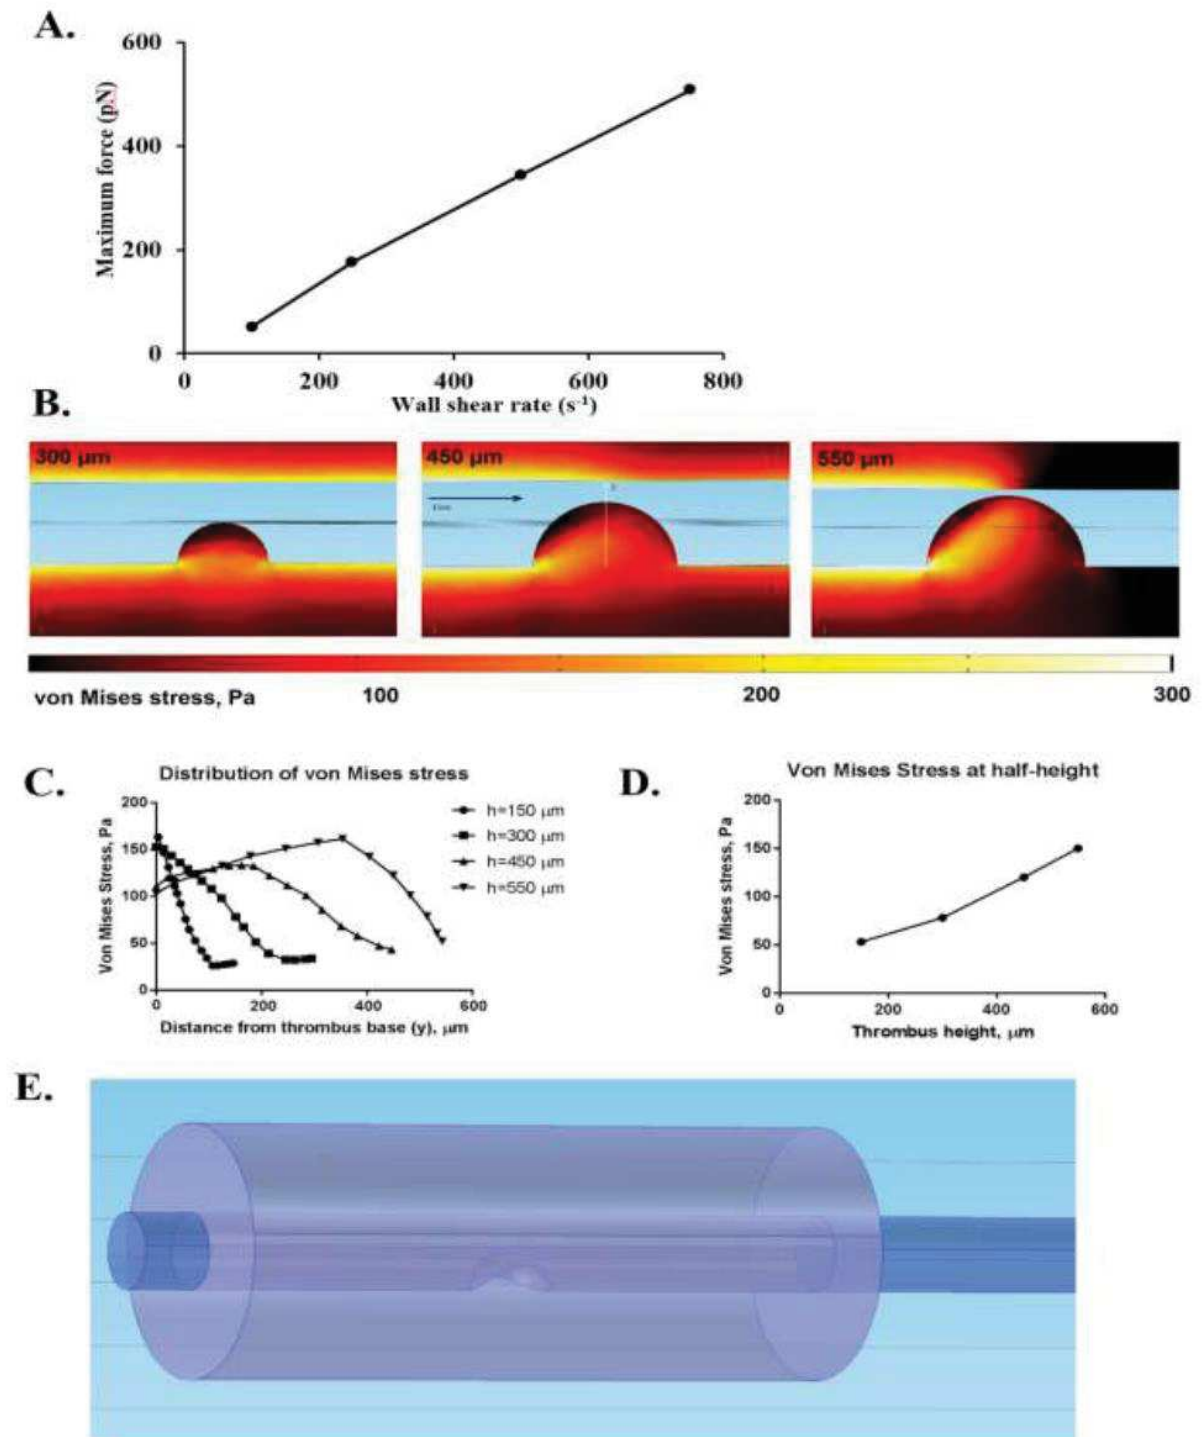 A.
600
400
200
0
Maximum force (pN)
0 200 400 600 800
Wall shear rate (s⁻¹)
B.
300 μm
450 μm
550 μm
100 200 300
von Mises stress, Pa
C.
Distribution of von Mises stress
200
150
100
50
0
Von Mises Stress, Pa
h=150 μm
h=300 μm
h=450 μm
h=550 μm
0 200 400 600
Distance from thrombus base (y), μm
D.
Von Mises Stress at half-height
200
150
100
50
0
Von Mises stress, Pa
0 200 400 600
Thrombus height, μm
E.